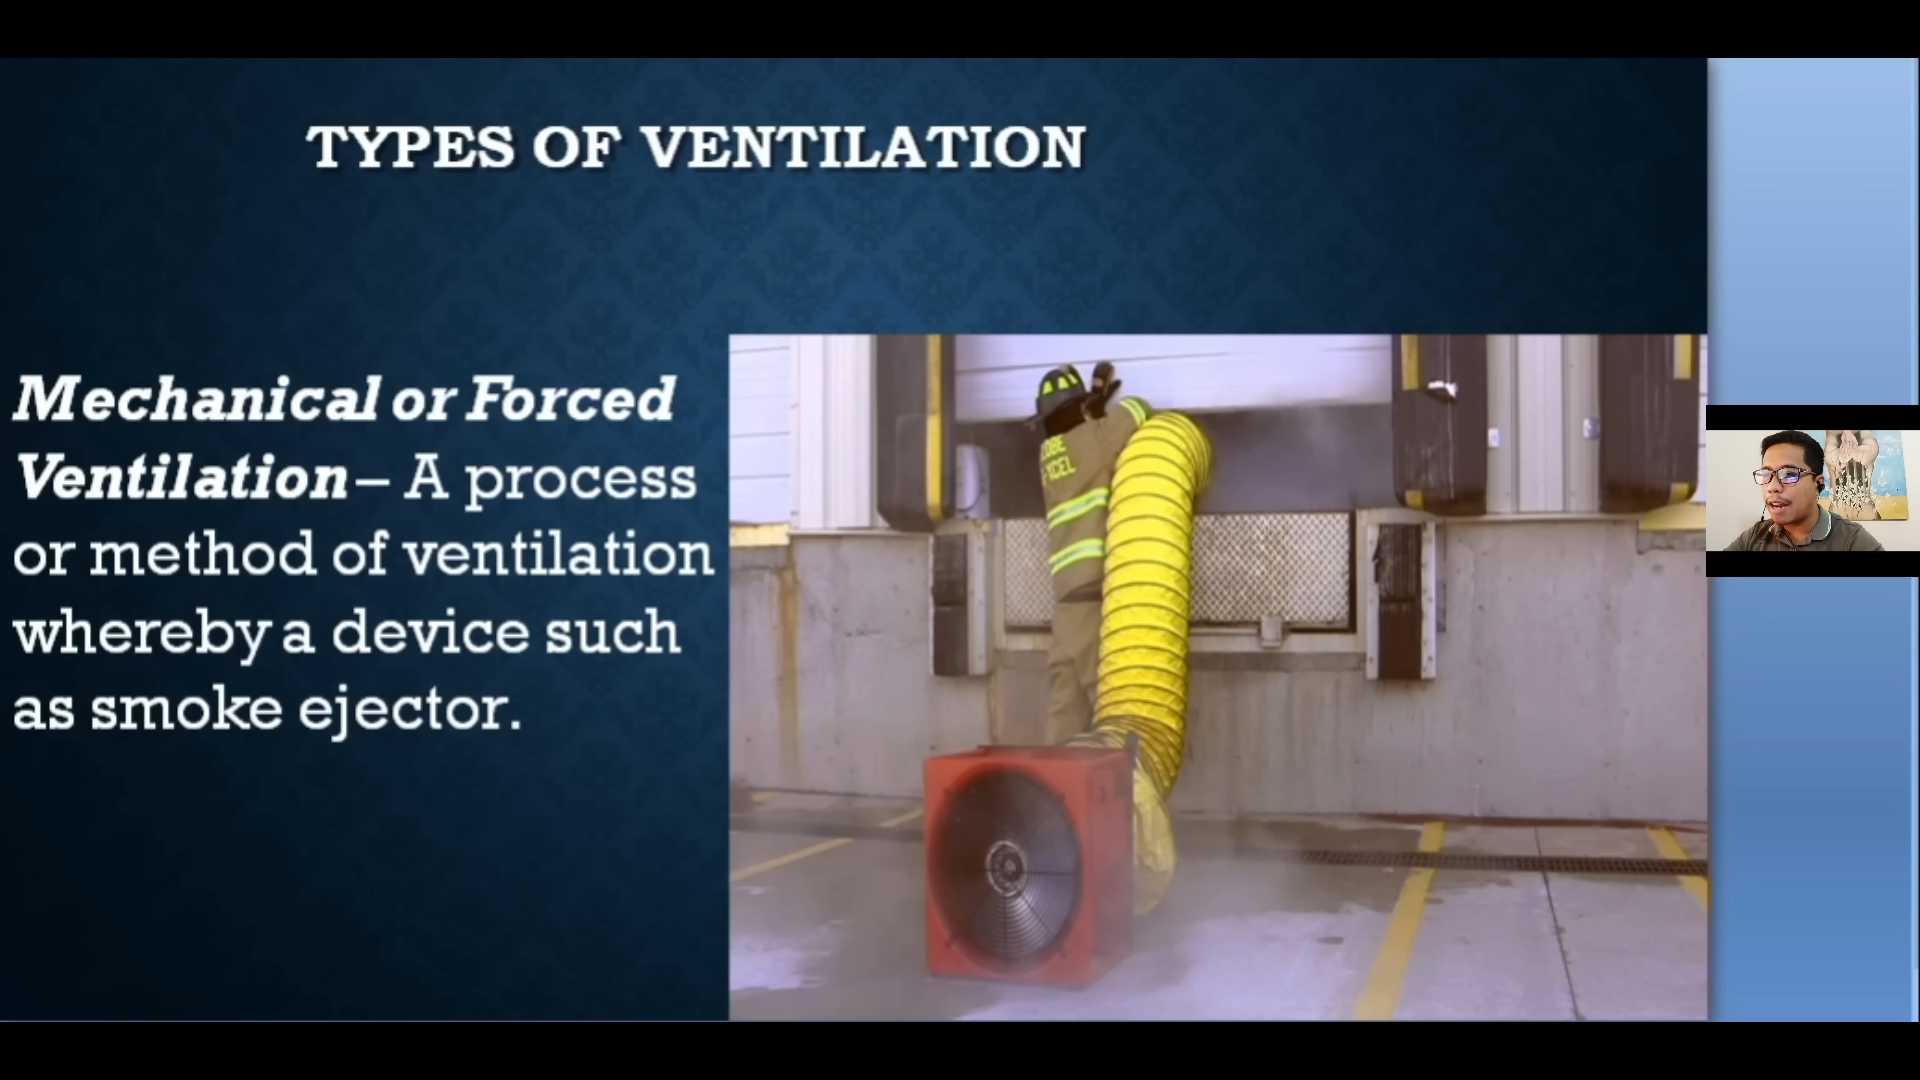 TYPES OF VENTILATION
Mechanical or Forced
Ventilation – A process
or method of ventilation
whereby a device such
as smoke ejector.